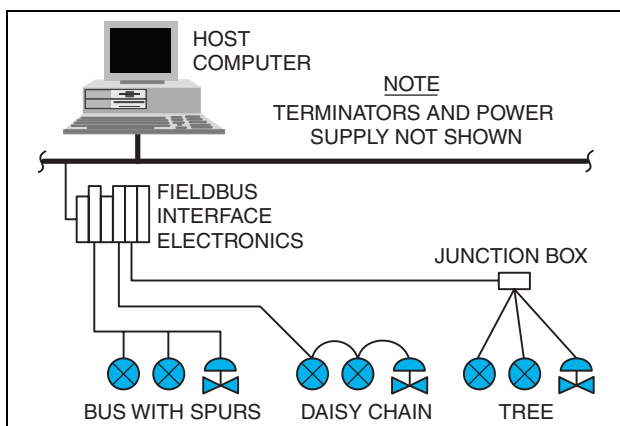 HOST
COMPUTER
NOTE
TERMINATORS AND POWER
SUPPLY NOT SHOWN
FIELDBUS
INTERFACE
ELECTRONICS
JUNCTION BOX
BUS WITH SPURS
DAISY CHAIN
TREE